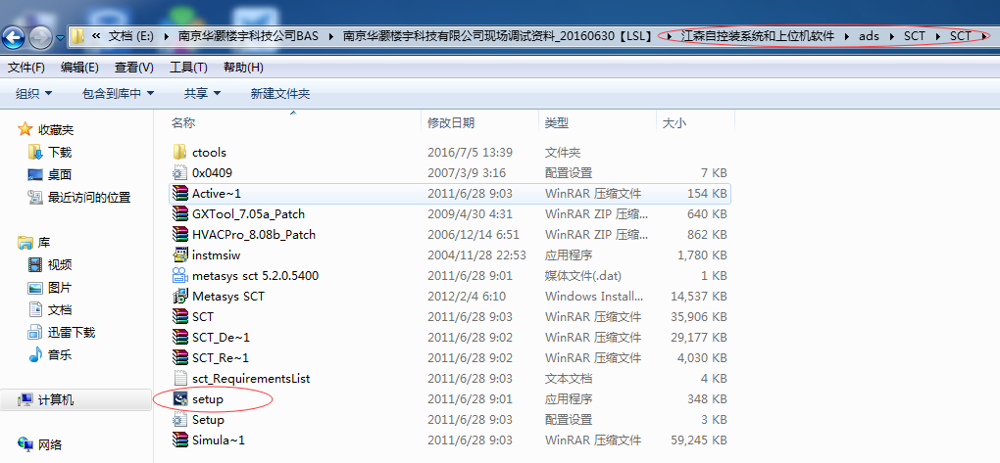 « 文档 (E:) 南京华灏楼宇科技公司BAS 南京华灏楼宇科技有限公司现场调试资料_20160630【LSL】 江森自控装系统和上位机软件 ads SCT SCT
文件(F) 编辑(E) 查看(V) 工具(T) 帮助(H)
组织 包含到库中 共享 新建文件夹
收藏夹
下载
桌面
最近访问的位置
库
视频
图片
文档
迅雷下载
音乐
计算机
网络
名称 修改日期 类型 大小
ctools 2016/7/5 13:39 文件夹
0x0409 2007/3/9 3:16 配置设置 7 KB
Active~1 2011/6/28 9:03 WinRAR 压缩文件 154 KB
GXTool_7.05a_Patch 2009/4/30 4:31 WinRAR ZIP 压缩... 640 KB
HVACPro_8.08b_Patch 2006/12/14 6:51 WinRAR ZIP 压缩... 862 KB
instmsiw 2004/11/28 22:53 应用程序 1,780 KB
metasys sct 5.2.0.5400 2011/6/28 9:01 媒体文件(.dat) 1 KB
Metasys SCT 2012/2/4 6:10 Windows Install... 14,537 KB
SCT 2011/6/28 9:03 WinRAR 压缩文件 35,906 KB
SCT_De~1 2011/6/28 9:02 WinRAR 压缩文件 29,177 KB
SCT_Re~1 2011/6/28 9:02 WinRAR 压缩文件 4,030 KB
sct_RequirementsList 2011/6/28 9:03 文本文档 4 KB
setup 2011/6/28 9:01 应用程序 348 KB
Setup 2011/6/28 9:03 配置设置 3 KB
Simula~1 2011/6/28 9:03 WinRAR 压缩文件 59,245 KB